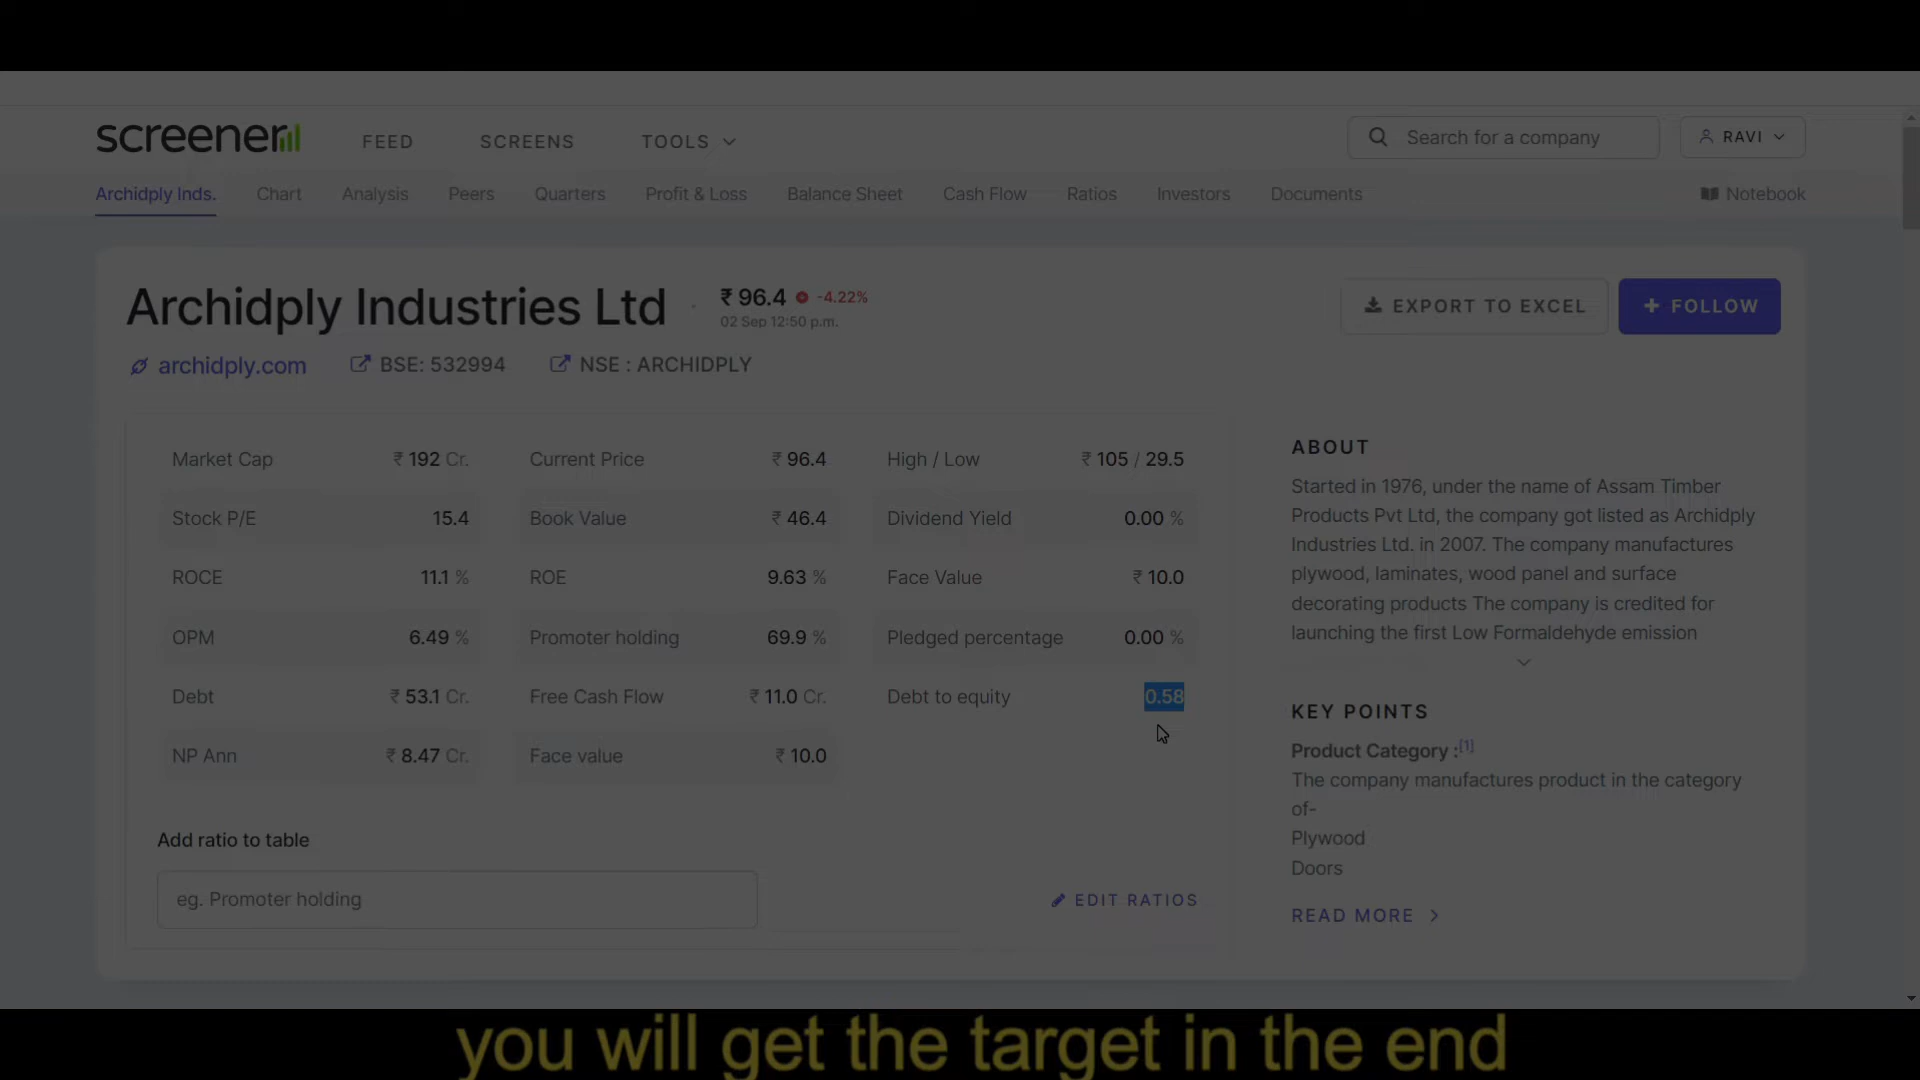 screener
FEED
SCREENS
TOOLS
Search for a company
RAVI
Archidply Inds.
Chart
Analysis
Peers
Quarters
Profit & Loss
Balance Sheet
Cash Flow
Ratios
Investors
Documents
Notebook
Archidply Industries Ltd
₹ 96.4 -4.22%
02 Sep 12:50 p.m.
EXPORT TO EXCEL
+ FOLLOW
archidply.com
BSE: 532994
NSE : ARCHIDPLY
Market Cap ₹ 192 Cr.
Current Price ₹ 96.4
High / Low ₹ 105 / 29.5
Stock P/E 15.4
Book Value ₹ 46.4
Dividend Yield 0.00 %
ROCE 11.1 %
ROE 9.63 %
Face Value ₹ 10.0
OPM 6.49 %
Promoter holding 69.9 %
Pledged percentage 0.00 %
Debt ₹ 53.1 Cr.
Free Cash Flow ₹ 11.0 Cr.
Debt to equity 0.58
NP Ann ₹ 8.47 Cr.
Face value ₹ 10.0
Add ratio to table
eg. Promoter holding
EDIT RATIOS
ABOUT
Started in 1976, under the name of Assam Timber
Products Pvt Ltd, the company got listed as Archidply
Industries Ltd. in 2007. The company manufactures
plywood, laminates, wood panel and surface
decorating products The company is credited for
launching the first Low Formaldehyde emission
KEY POINTS
Product Category :[1]
The company manufactures product in the category
of-
Plywood
Doors
READ MORE
you will get the target in the end